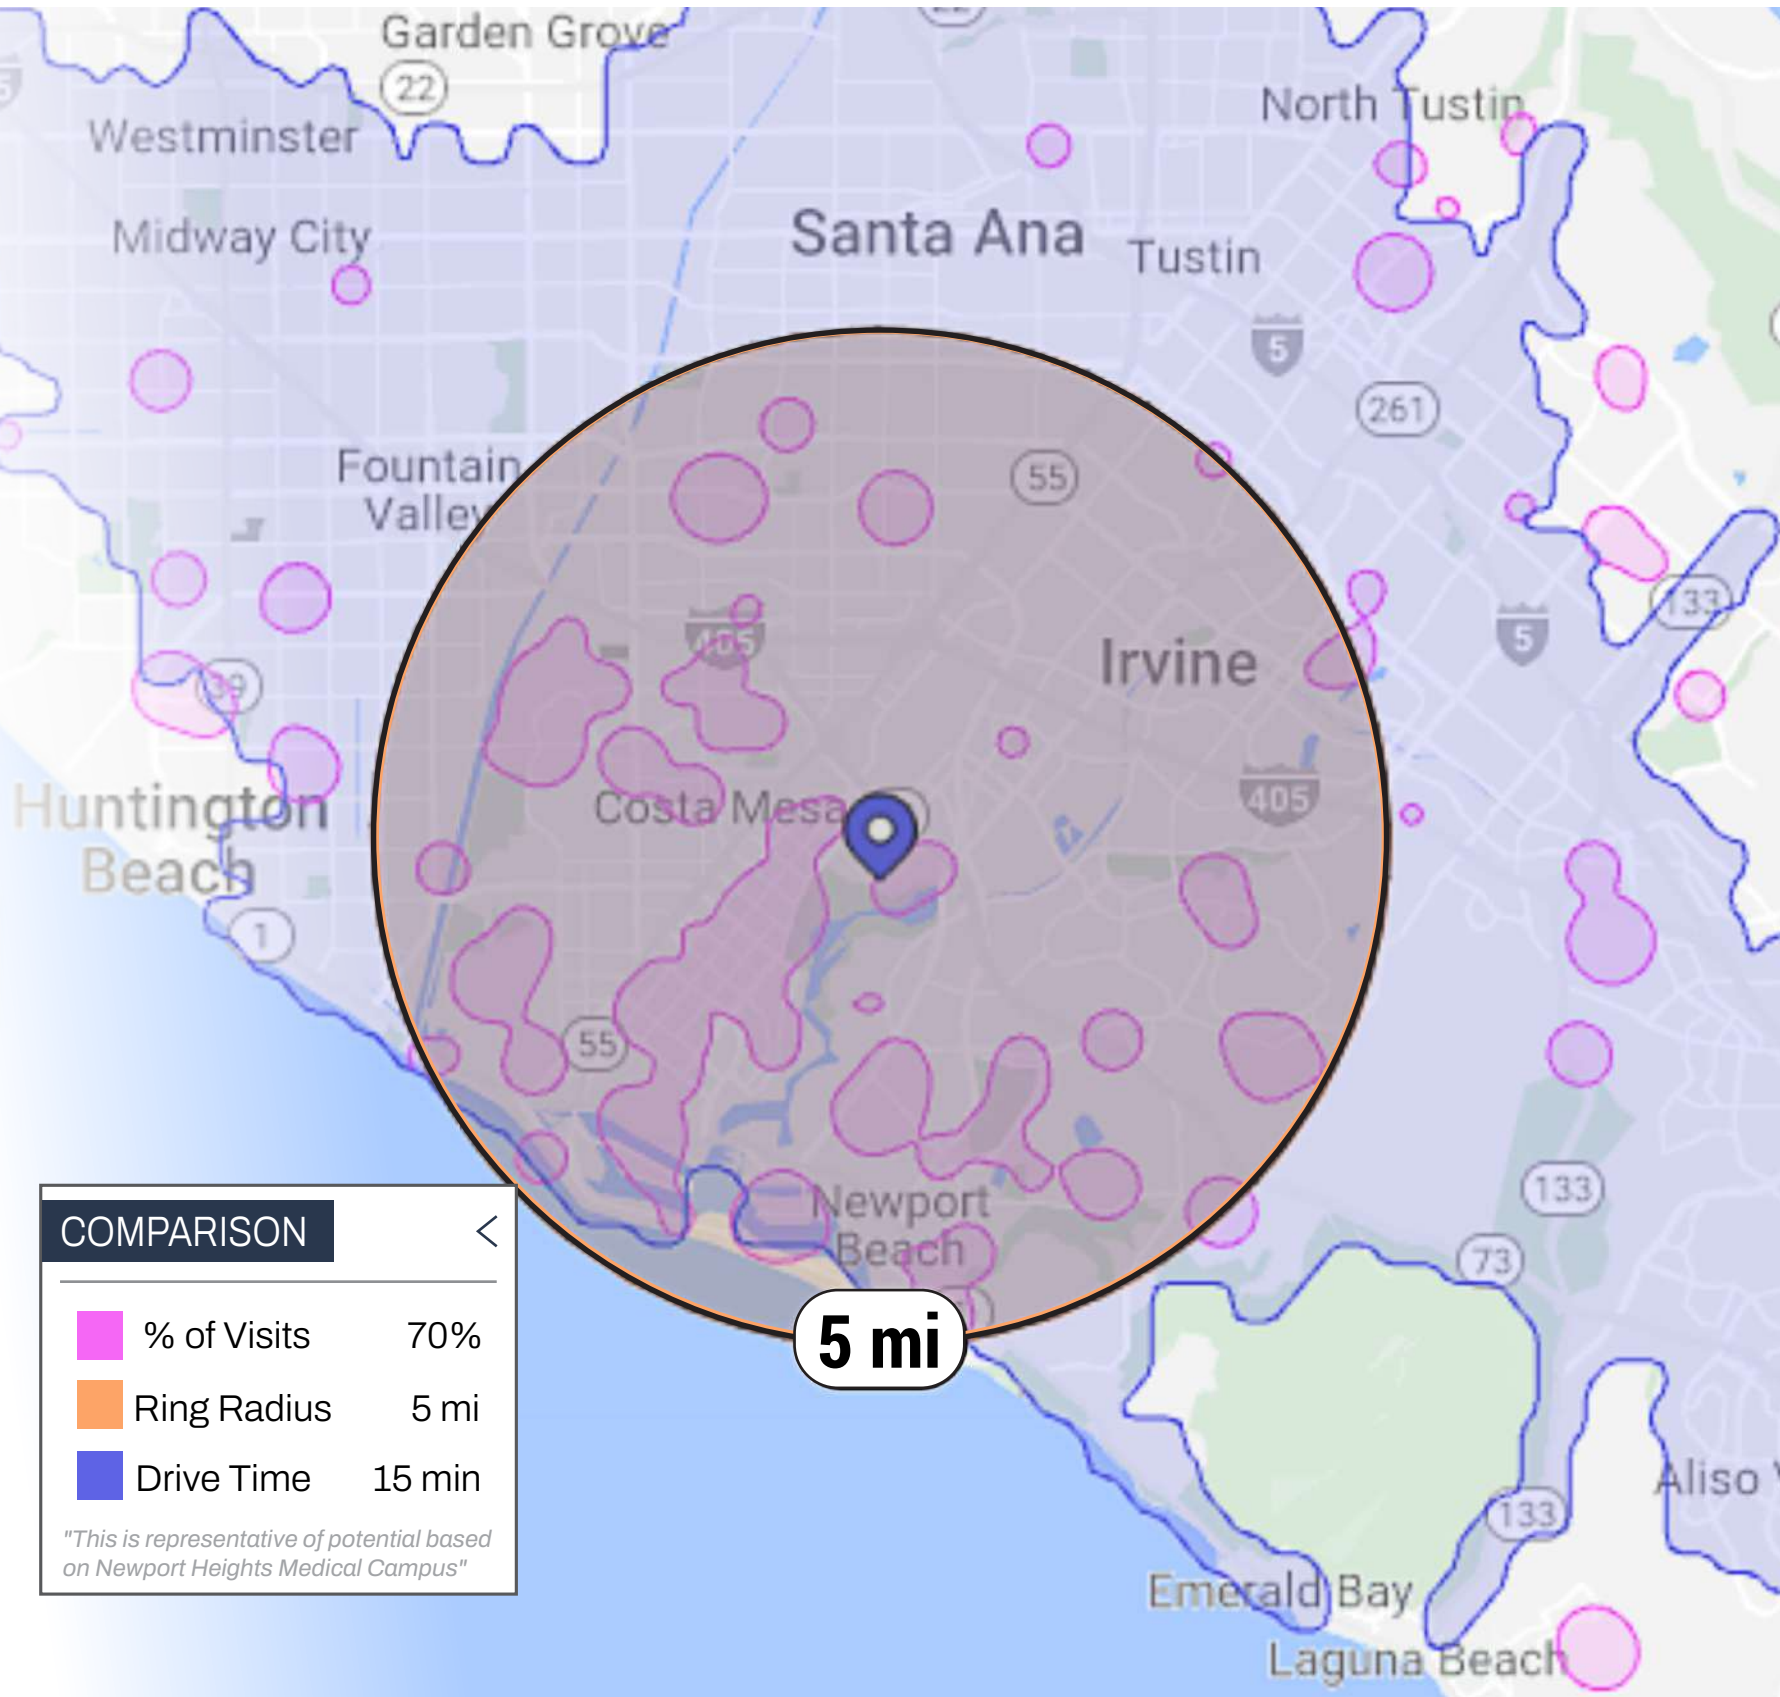 Garden Grove
22
22
5
Westminster
North Tustin
Midway City
Santa Ana
Tustin
5
261
Fountain
Valley
55
405
Irvine
5
133
39
Costa Mesa
405
Huntington
Beach
1
55
Newport
Beach
133
73
5 mi
COMPARISON <
% of Visits 70%
Ring Radius 5 mi
Drive Time 15 min
"This is representative of potential based
on Newport Heights Medical Campus"
Aliso
133
Emerald Bay
Laguna Beach